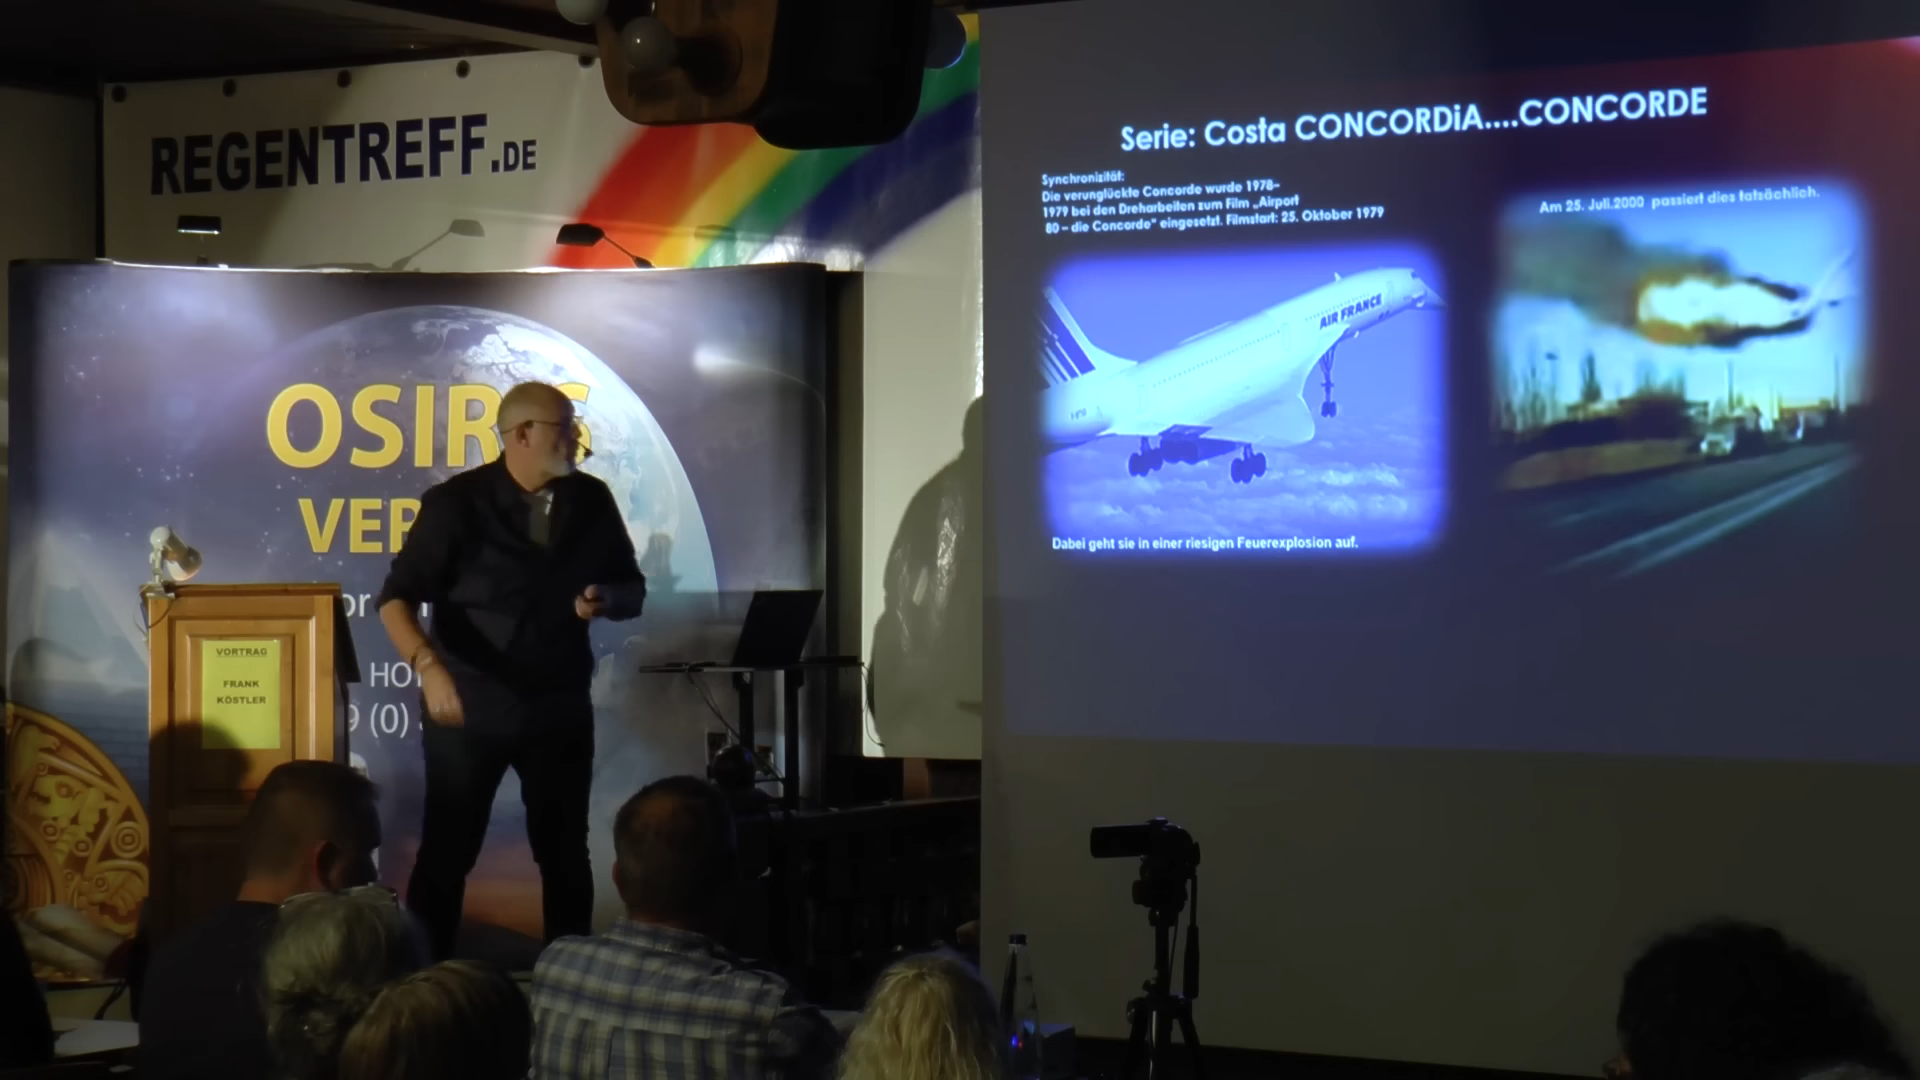 REGENTREFF.DE
Serie: Costa CONCORDiA....CONCORDE
Synchronizität:
Die verunglückte Concorde wurde 1978–
1979 bei den Dreharbeiten zum Film „Airport
80 – die Concorde“ eingesetzt. Filmstart: 25. Oktober 1979
Am 25. Juli.2000 passiert dies tatsächlich.
AIR FRANCE
Dabei geht sie in einer riesigen Feuerexplosion auf.
OSIR
VER
HO
9 (0)
VORTRAG
FRANK
KÖSTLER